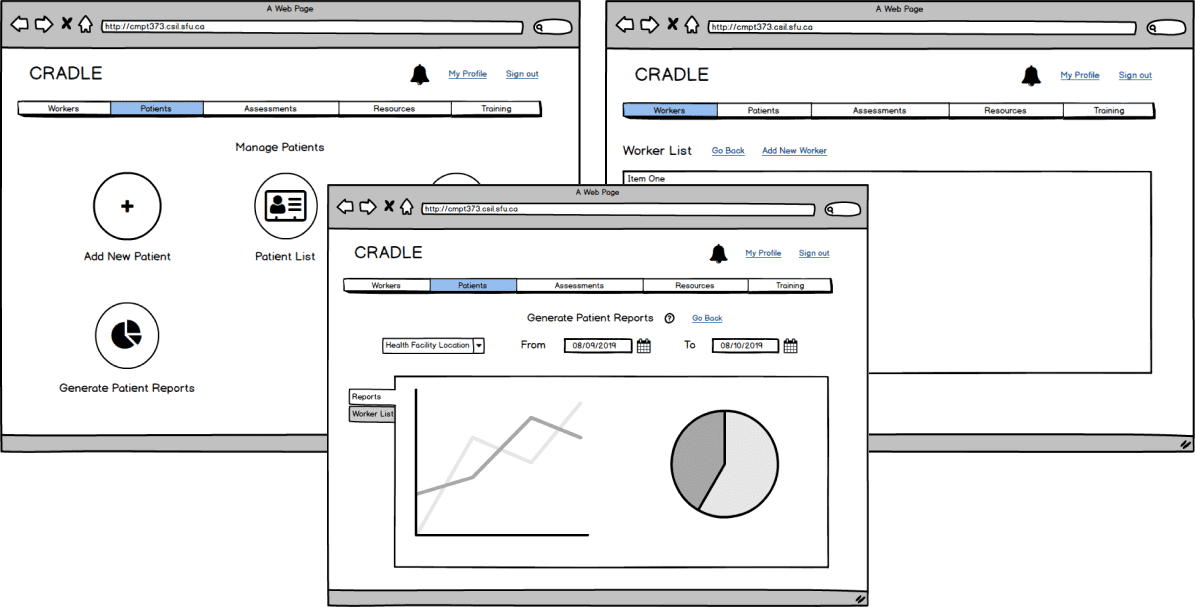 A Web Page
http://cmpt373.csil.sfu.ca
CRADLE
My Profile
Sign out
Workers
Patients
Assessments
Resources
Training
Manage Patients
Add New Patient
Patient List
Generate Patient Reports
A Web Page
http://cmpt373.csil.sfu.ca
CRADLE
My Profile
Sign out
Workers
Patients
Assessments
Resources
Training
Worker List
Go Back
Add New Worker
Item One
A Web Page
http://cmpt373.csil.sfu.ca
CRADLE
My Profile
Sign out
Workers
Patients
Assessments
Resources
Training
Generate Patient Reports
?
Go Back
Health Facility Location
From
08/09/2019
To
08/10/2019
Reports
Worker List